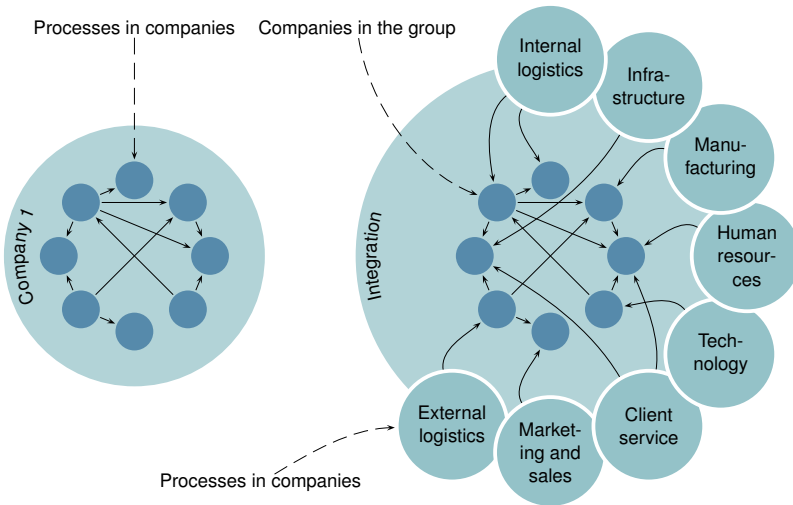 Processes in companies
Companies in the group
Internal
logistics
Infra-
structure
Manu-
facturing
Human
resour-
ces
Tech-
nology
Client
service
Market-
ing and
sales
External
logistics
Company 1
Integration
Processes in companies